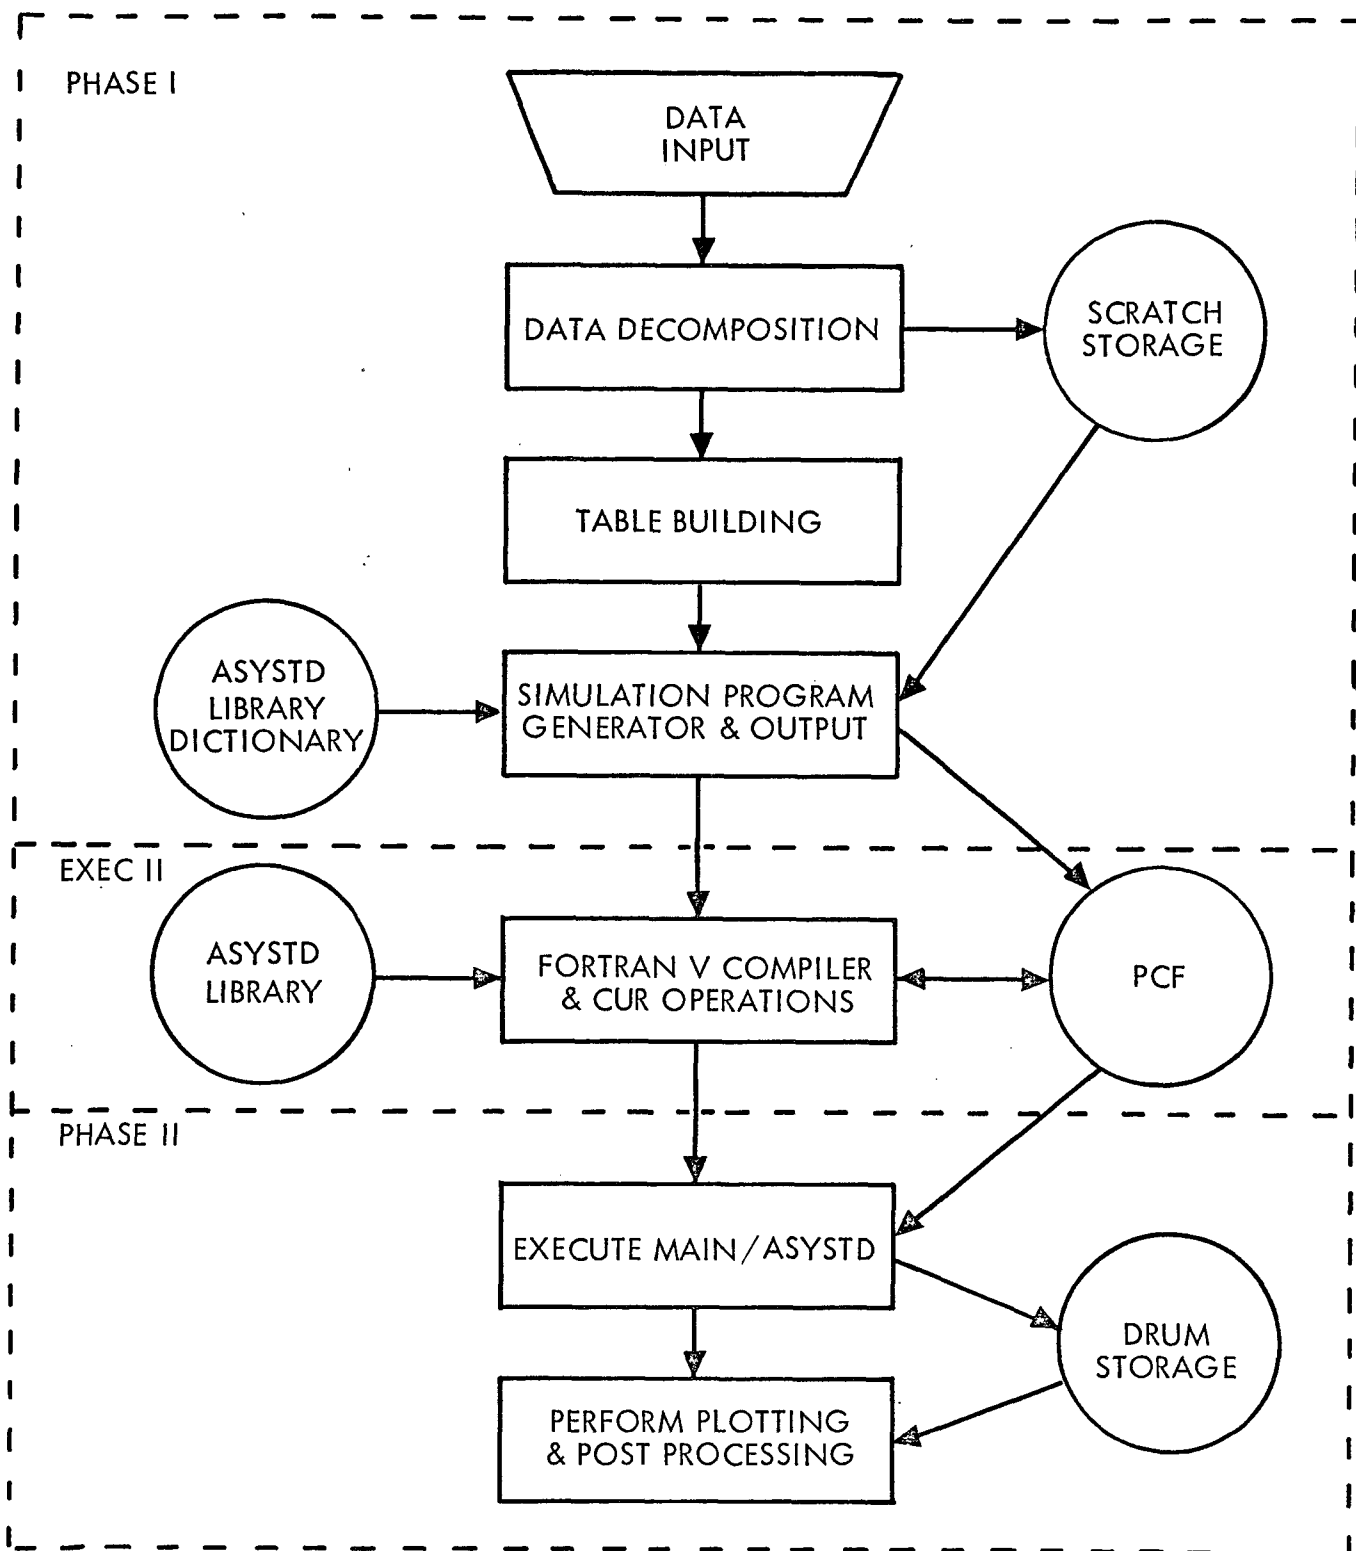 PHASE I
DATA
INPUT
DATA DECOMPOSITION
SCRATCH
STORAGE
TABLE BUILDING
ASYSTD
LIBRARY
DICTIONARY
SIMULATION PROGRAM
GENERATOR & OUTPUT
EXEC II
ASYSTD
LIBRARY
FORTRAN V COMPILER
& CUR OPERATIONS
PCF
PHASE II
EXECUTE MAIN/ASYSTD
DRUM
STORAGE
PERFORM PLOTTING
& POST PROCESSING